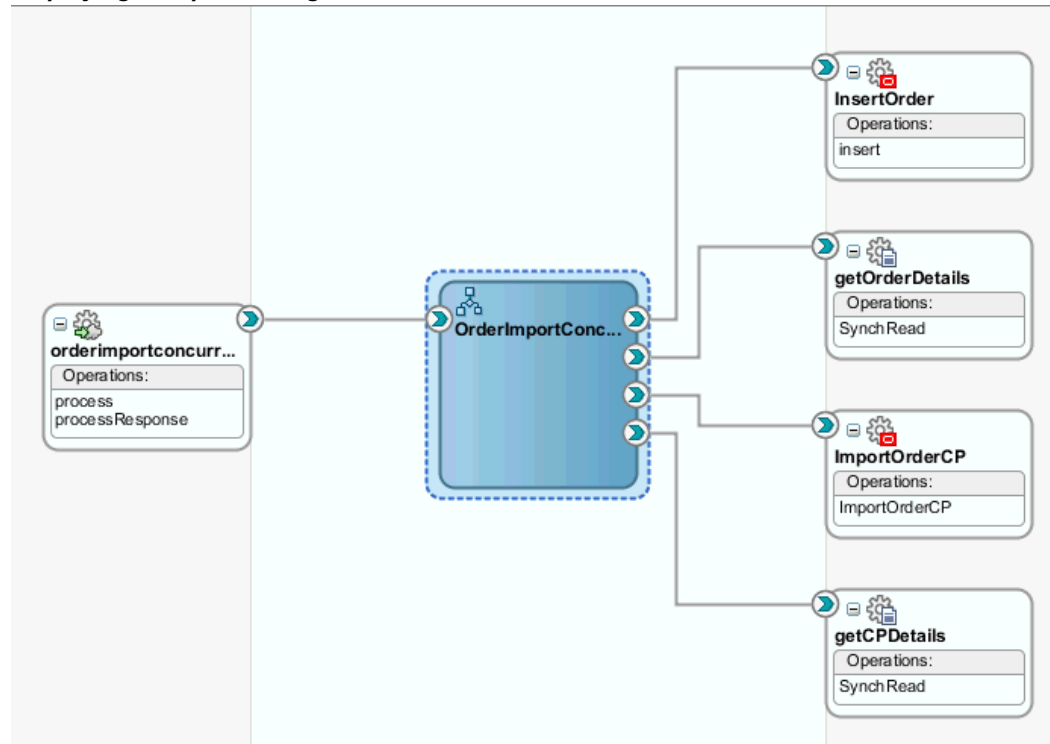 InsertOrder
Operations:
insert
getOrderDetails
Operations:
SynchRead
orderimportconcurr...
Operations:
process
processResponse
OrderImportConc...
ImportOrderCP
Operations:
ImportOrderCP
getCPDetails
Operations:
SynchRead